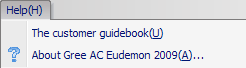 Help(H)
The customer guidebook(U)
About Gree AC Eudemon 2009(A)...